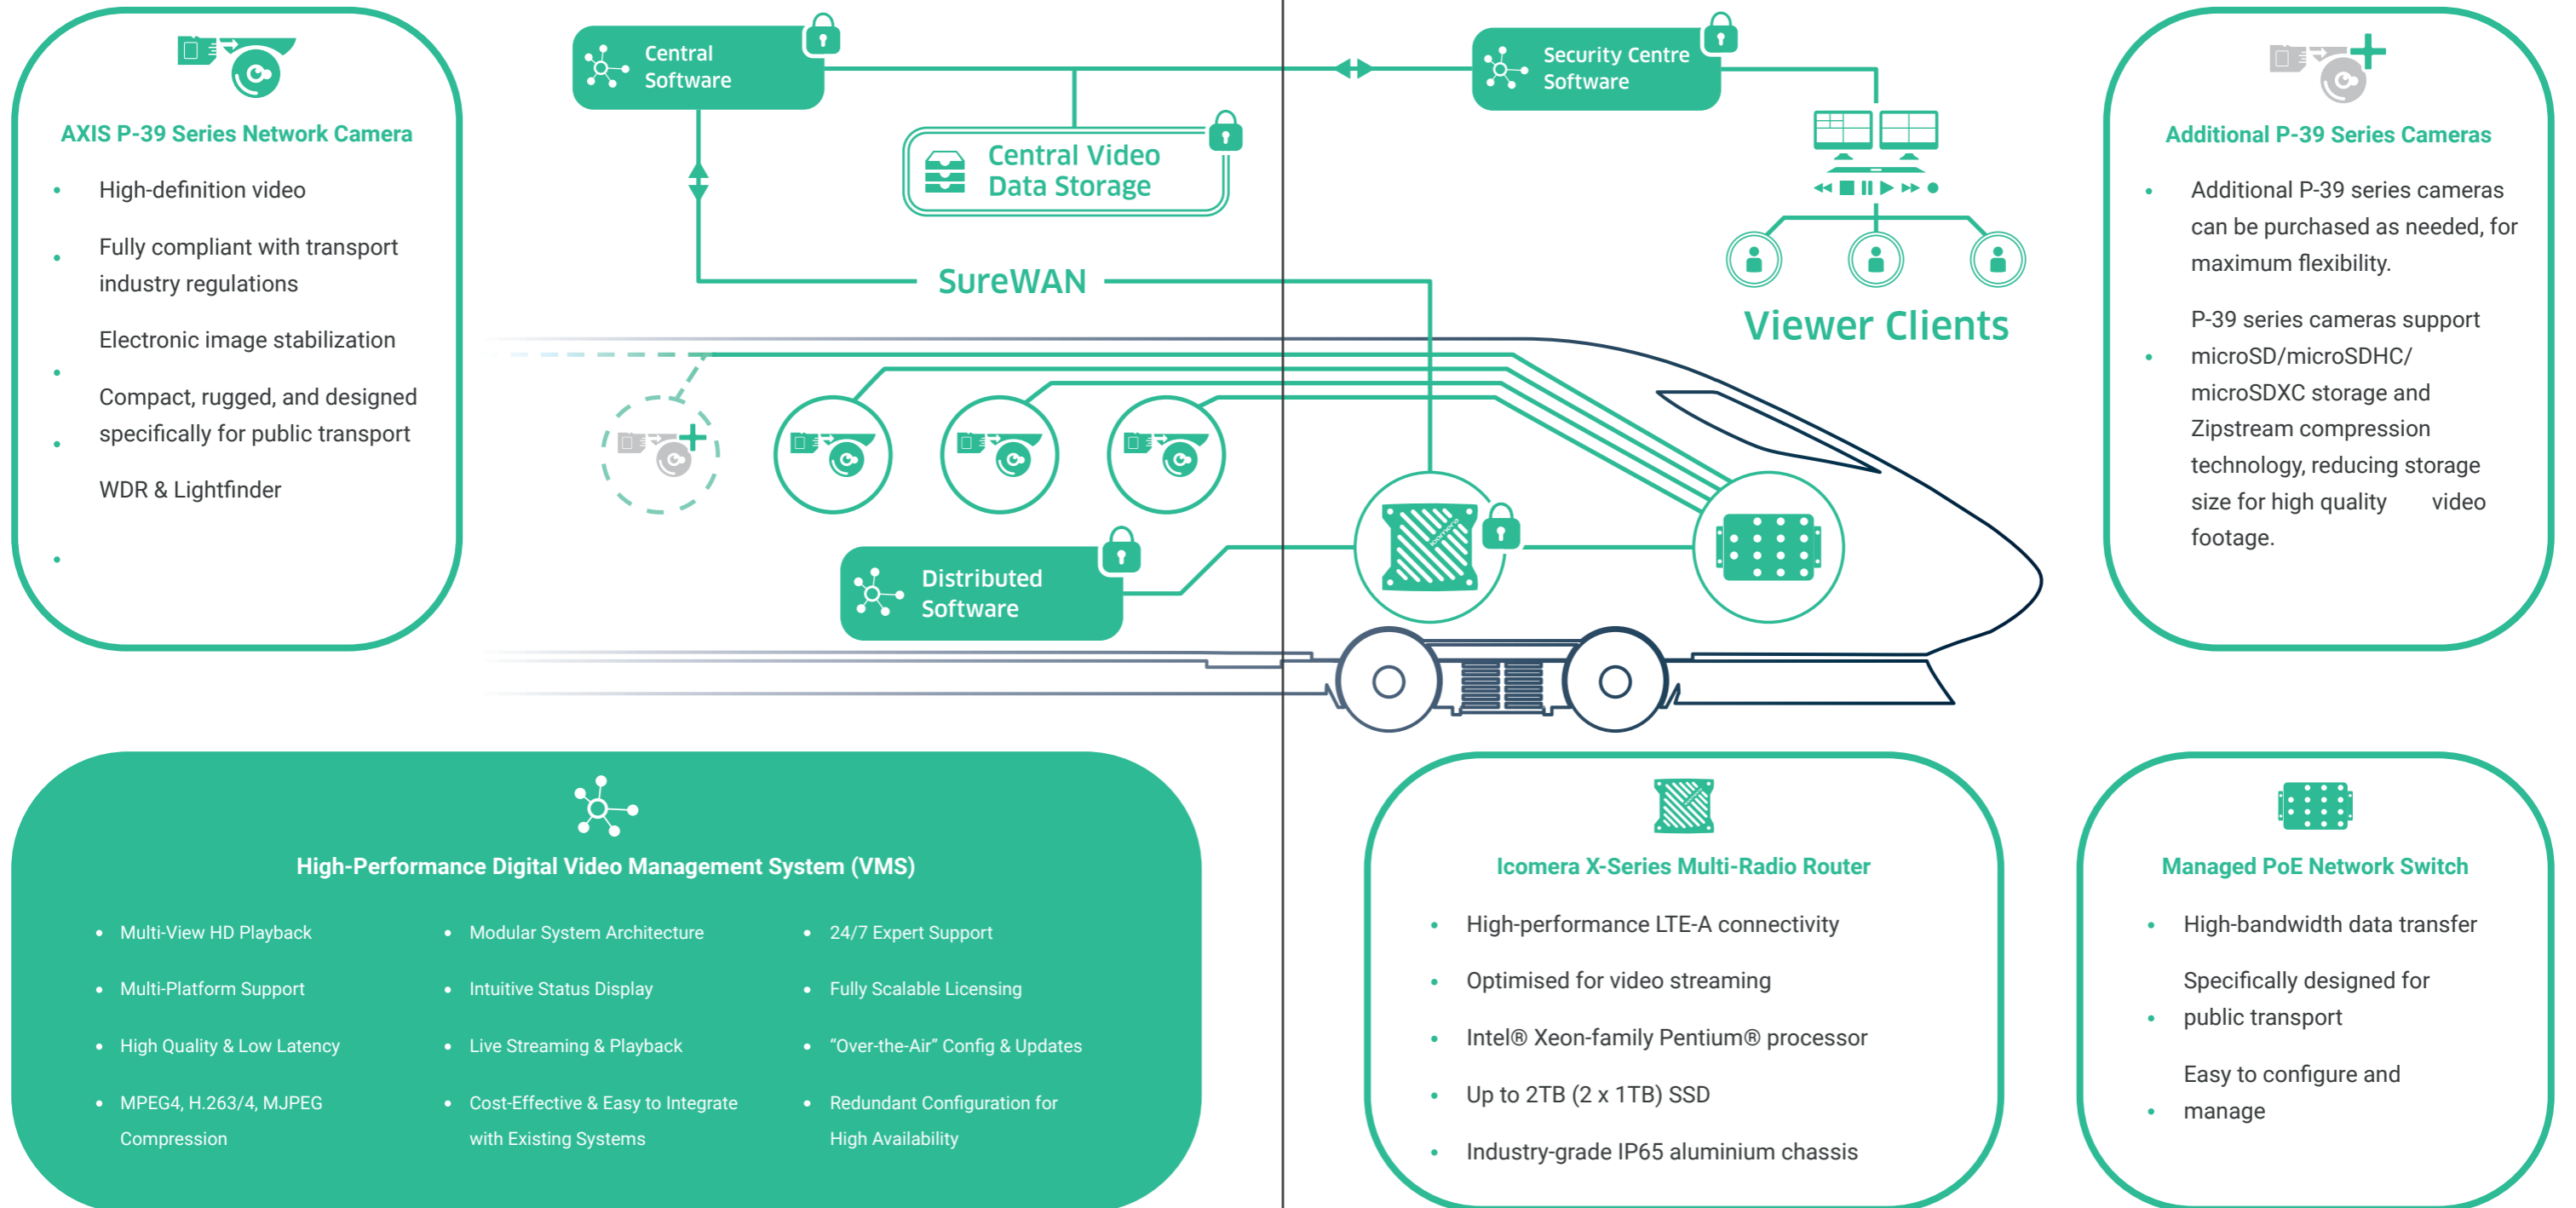 AXIS P-39 Series Network Camera
• High-definition video
• Fully compliant with transport
industry regulations
Electronic image stabilization
•
Compact, rugged, and designed
• specifically for public transport
WDR & Lightfinder
•
Central
Software
Central Video
Data Storage
Security Centre
Software
SureWAN
Viewer Clients
Distributed
Software
icomera
Additional P-39 Series Cameras
• Additional P-39 series cameras
can be purchased as needed, for
maximum flexibility.
P-39 series cameras support
• microSD/microSDHC/
microSDXC storage and
Zipstream compression
technology, reducing storage
size for high quality video
footage.
High-Performance Digital Video Management System (VMS)
• Multi-View HD Playback
• Multi-Platform Support
• High Quality & Low Latency
• MPEG4, H.263/4, MJPEG
Compression
• Modular System Architecture
• Intuitive Status Display
• Live Streaming & Playback
• Cost-Effective & Easy to Integrate
with Existing Systems
• 24/7 Expert Support
• Fully Scalable Licensing
• “Over-the-Air” Config & Updates
• Redundant Configuration for
High Availability
Icomera X-Series Multi-Radio Router
• High-performance LTE-A connectivity
• Optimised for video streaming
• Intel® Xeon-family Pentium® processor
• Up to 2TB (2 x 1TB) SSD
• Industry-grade IP65 aluminium chassis
Managed PoE Network Switch
• High-bandwidth data transfer
Specifically designed for
• public transport
Easy to configure and
• manage